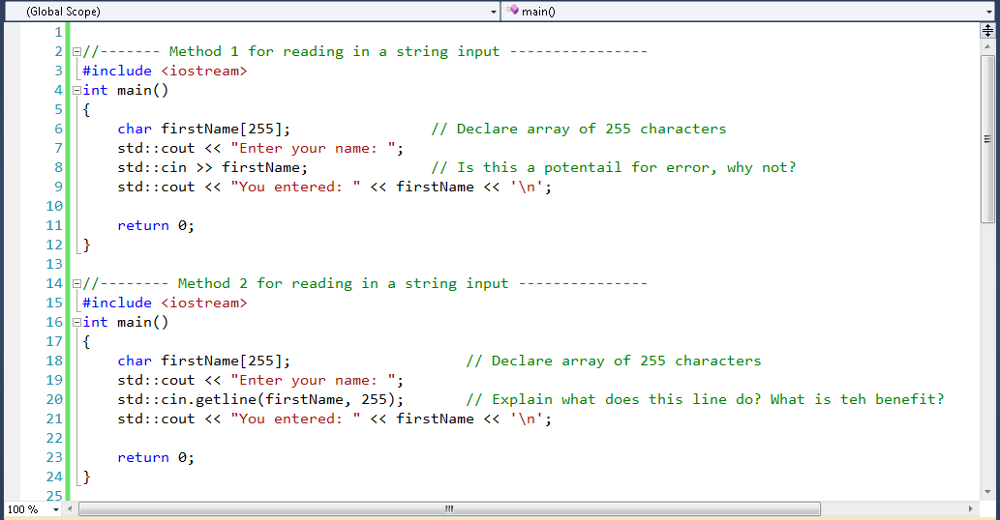 (Global Scope) main()
1
2 //------- Method 1 for reading in a string input ----------------
3 #include <iostream>
4 int main()
5 {
6 char firstName[255]; // Declare array of 255 characters
7 std::cout << "Enter your name: ";
8 std::cin >> firstName; // Is this a potentail for error, why not?
9 std::cout << "You entered: " << firstName << '\n';
10
11 return 0;
12 }
13
14 //-------- Method 2 for reading in a string input ---------------
15 #include <iostream>
16 int main()
17 {
18 char firstName[255]; // Declare array of 255 characters
19 std::cout << "Enter your name: ";
20 std::cin.getline(firstName, 255); // Explain what does this line do? What is teh benefit?
21 std::cout << "You entered: " << firstName << '\n';
22
23 return 0;
24 }
25
100 %